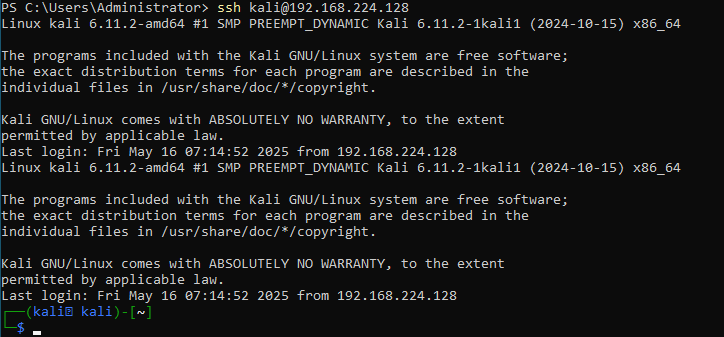 PS C:\Users\Administrator> ssh kali@192.168.224.128
Linux kali 6.11.2-amd64 #1 SMP PREEMPT_DYNAMIC Kali 6.11.2-1kali1 (2024-10-15) x86_64

The programs included with the Kali GNU/Linux system are free software;
the exact distribution terms for each program are described in the
individual files in /usr/share/doc/*/copyright.

Kali GNU/Linux comes with ABSOLUTELY NO WARRANTY, to the extent
permitted by applicable law.
Last login: Fri May 16 07:14:52 2025 from 192.168.224.128
Linux kali 6.11.2-amd64 #1 SMP PREEMPT_DYNAMIC Kali 6.11.2-1kali1 (2024-10-15) x86_64

The programs included with the Kali GNU/Linux system are free software;
the exact distribution terms for each program are described in the
individual files in /usr/share/doc/*/copyright.

Kali GNU/Linux comes with ABSOLUTELY NO WARRANTY, to the extent
permitted by applicable law.
Last login: Fri May 16 07:14:52 2025 from 192.168.224.128
┌──(kali⍰ kali)-[~]
└─$